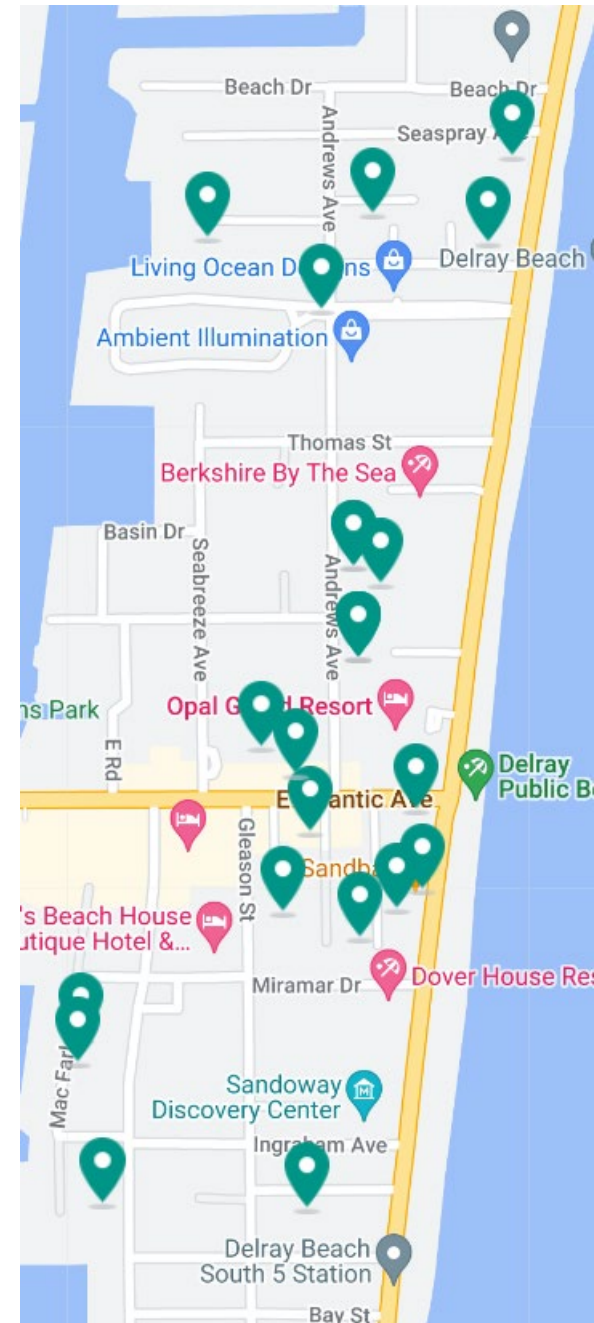 Beach Dr
Beach Dr
Andrews Ave
Seaspray
Living Ocean
Delray Beach
Ambient Illumination
Thomas St
Berkshire By The Sea
Basin Dr
Seabreeze Ave
Andrews Ave
Opal Resort
ns Park
E Rd
Delray
Public Be
E antic Ave
Gleason St
Sandba
's Beach House
utique Hotel &...
Miramar Dr
Dover House Res
Mac Farl
Sandoway
Discovery Center
Ingraham Ave
Delray Beach
South 5 Station
Bay St